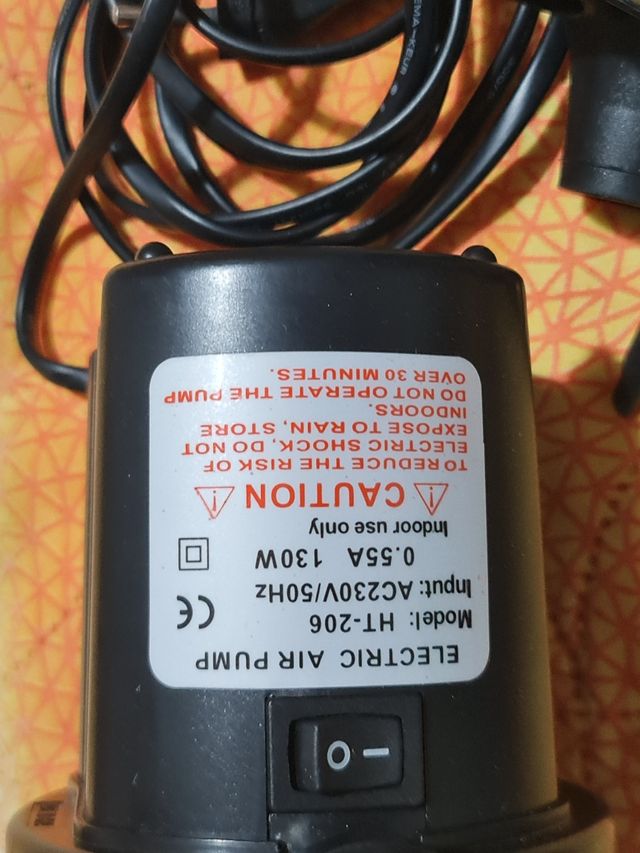 ELECTRIC AIR PUMP
Model: HT-206
Input: AC230V/50Hz
0.55A 130W
Indoor use only
CE
CAUTION
TO REDUCE THE RISK OF
ELECTRIC SHOCK, DO NOT
EXPOSE TO RAIN, STORE
INDOORS.
DO NOT OPERATE THE PUMP
OVER 30 MINUTES.